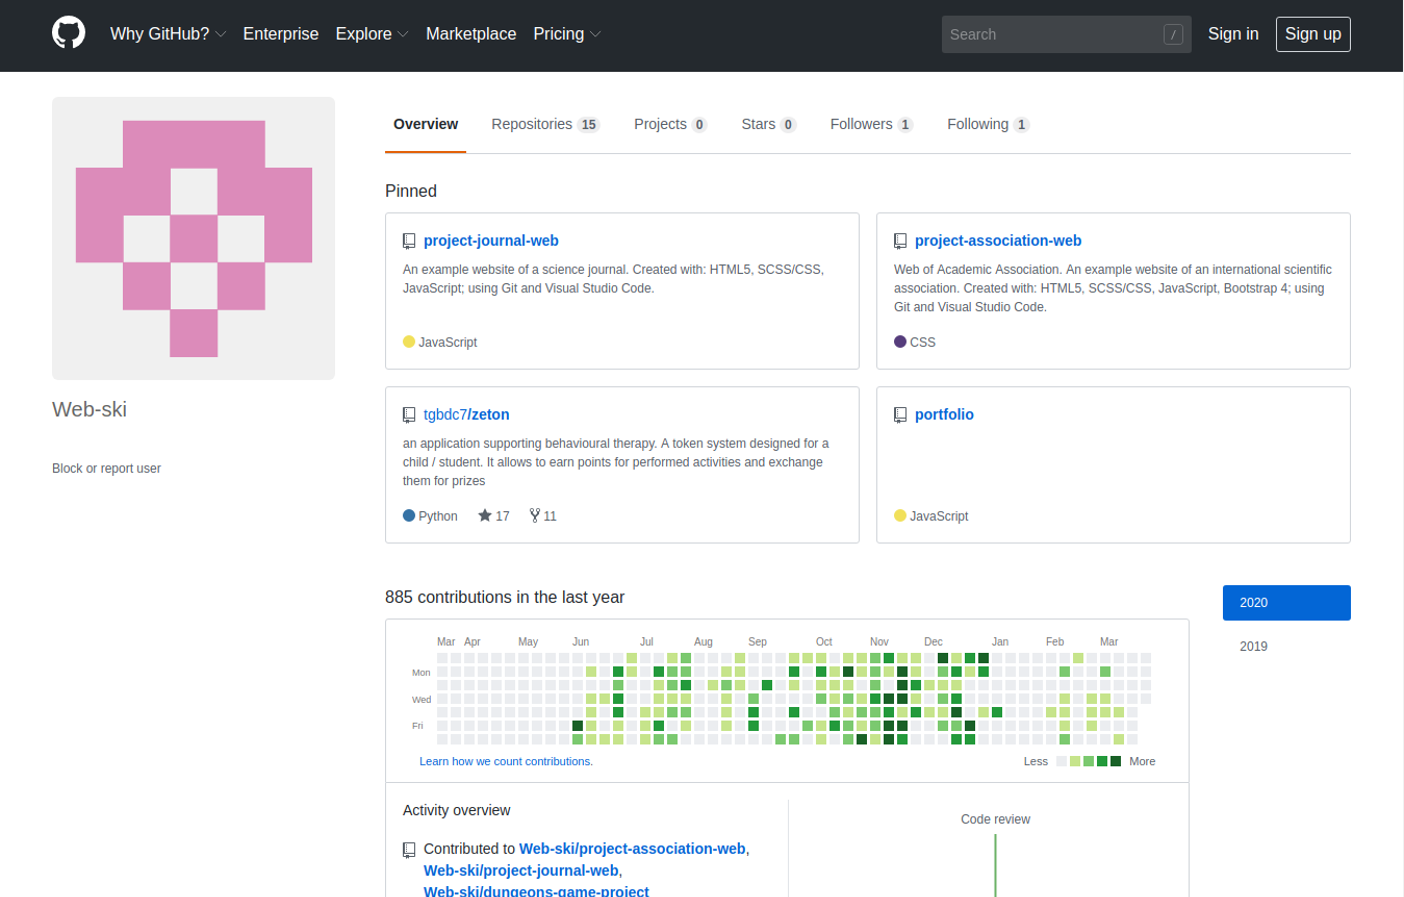 Why GitHub? Enterprise Explore Marketplace Pricing Search / Sign in Sign up
Overview Repositories 15 Projects 0 Stars 0 Followers 1 Following 1
Pinned
project-journal-web
An example website of a science journal. Created with: HTML5, SCSS/CSS,
JavaScript; using Git and Visual Studio Code.
JavaScript
project-association-web
Web of Academic Association. An example website of an international scientific
association. Created with: HTML5, SCSS/CSS, JavaScript, Bootstrap 4; using
Git and Visual Studio Code.
CSS
Web-ski
Block or report user
tgbdc7/zeton
an application supporting behavioural therapy. A token system designed for a
child / student. It allows to earn points for performed activities and exchange
them for prizes
Python 17 11
portfolio
JavaScript
885 contributions in the last year
2020
2019
Mar Apr May Jun Jul Aug Sep Oct Nov Dec Jan Feb Mar
Mon
Wed
Fri
Learn how we count contributions. Less More
Activity overview
Code review
Contributed to Web-ski/project-association-web,
Web-ski/project-journal-web,
Web-ski/dungeons-game-project